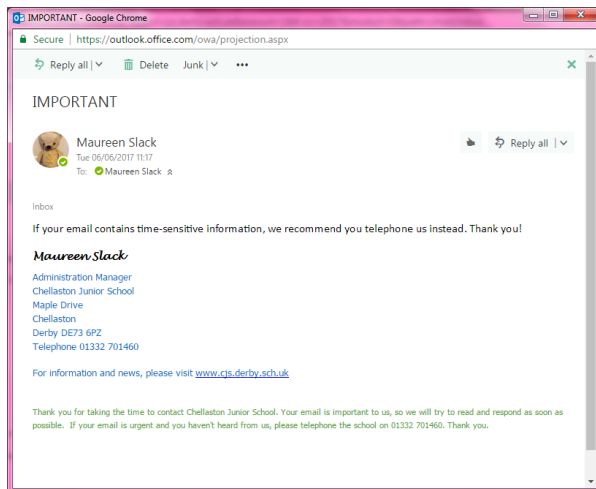 IMPORTANT - Google Chrome
Secure | https://outlook.office.com/owa/projection.aspx
Reply all | Delete Junk | •••
IMPORTANT
Maureen Slack
Tue 06/06/2017 11:17
To: Maureen Slack
Reply all |
Inbox
If your email contains time-sensitive information, we recommend you telephone us instead. Thank you!
Maureen Slack
Administration Manager
Chellaston Junior School
Maple Drive
Chellaston
Derby DE73 6PZ
Telephone 01332 701460
For information and news, please visit www.cjs.derby.sch.uk
Thank you for taking the time to contact Chellaston Junior School. Your email is important to us, so we will try to read and respond as soon as
possible. If your email is urgent and you haven't heard from us, please telephone the school on 01332 701460. Thank you.